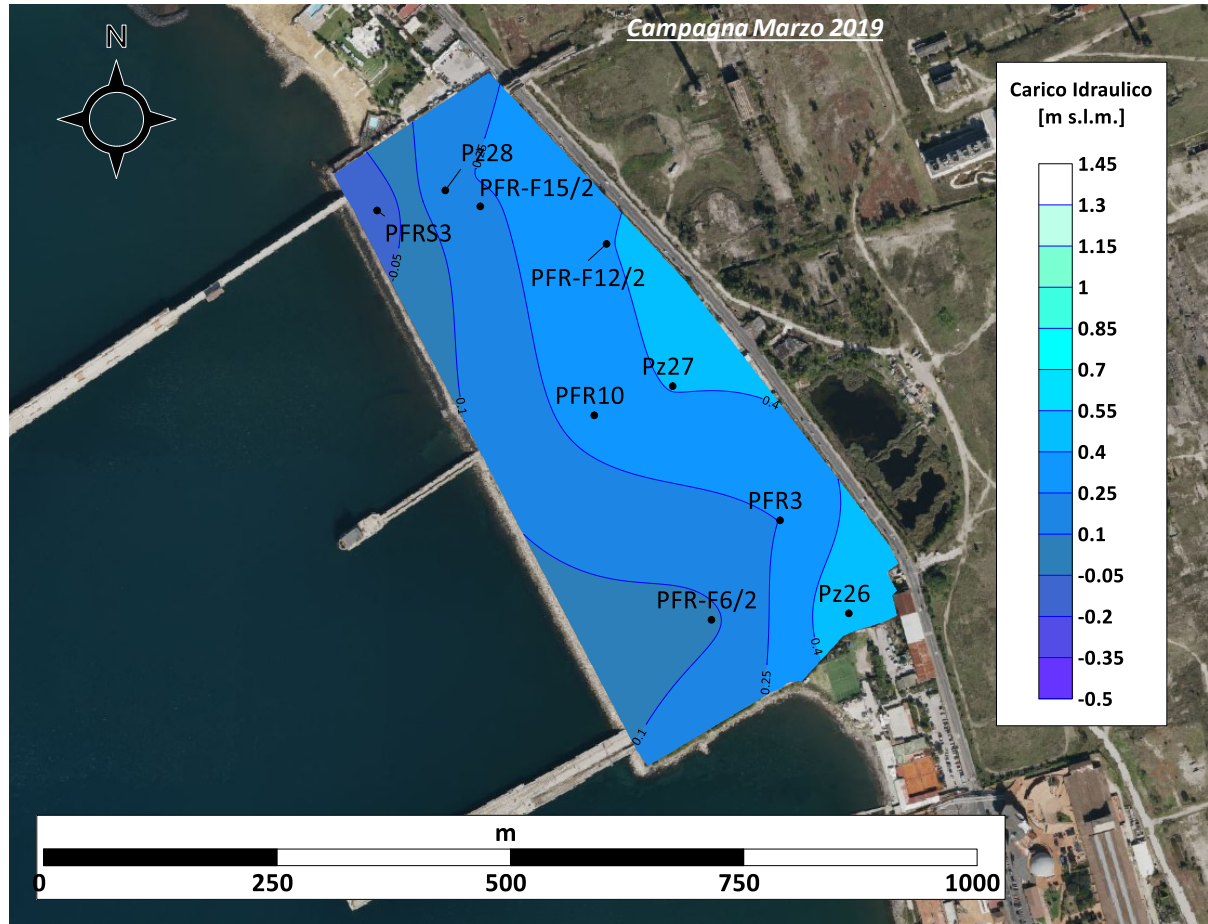 Campagna Marzo 2019
N
Carico Idraulico
[m s.l.m.]
1.45
1.3
1.15
1
0.85
0.7
0.55
0.4
0.25
0.1
-0.05
-0.2
-0.35
-0.5
Pz28
PFR-F15/2
PFRS3
-0.05
PFR-F12/2
Pz27
0.4
PFR10
0.1
PFR3
PFR-F6/2
Pz26
0.4
0.25
0.1
m
0 250 500 750 1000